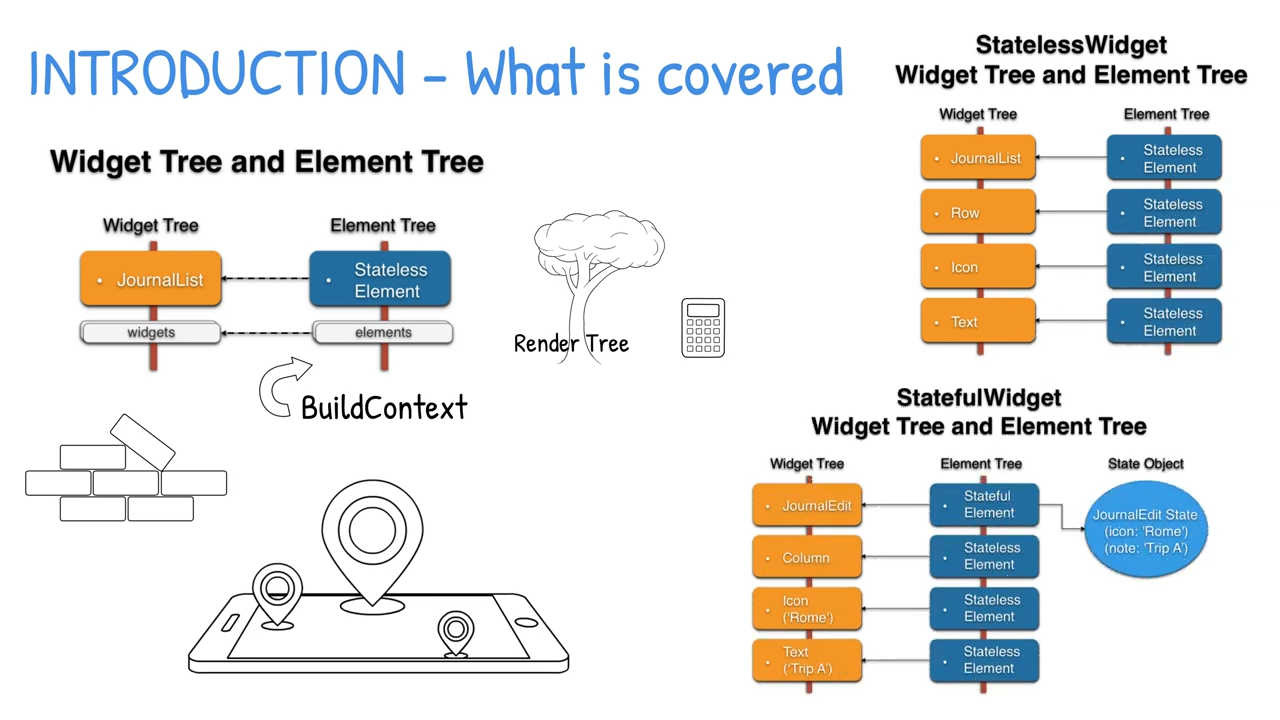 INTRODUCTION - What is covered
Widget Tree and Element Tree
Widget Tree
Element Tree
• JournalList
• Stateless
Element
widgets
elements
BuildContext
Render Tree
StatelessWidget
Widget Tree and Element Tree
Widget Tree
Element Tree
• JournalList
• Stateless
Element
• Row
• Stateless
Element
• Icon
• Stateless
Element
• Text
• Stateless
Element
StatefulWidget
Widget Tree and Element Tree
Widget Tree
Element Tree
State Object
• JournalEdit
• Stateful
Element
JournalEdit State
(icon: 'Rome')
(note: 'Trip A')
• Column
• Stateless
Element
• Icon
('Rome')
• Stateless
Element
• Text
('Trip A')
• Stateless
Element